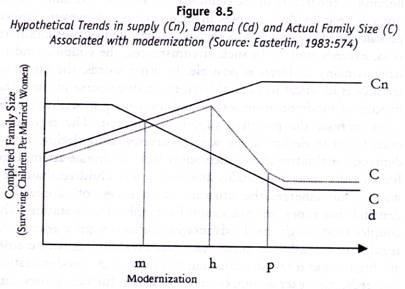 Figure 8.5
Hypothetical Trends in supply (Cn), Demand (Cd) and Actual Family Size (C)
Associated with modernization (Source: Easterlin, 1983:574)
Completed Family Size
(Surviving Children Per Married Women)
Cn
C
C
d
m
h
p
Modernization